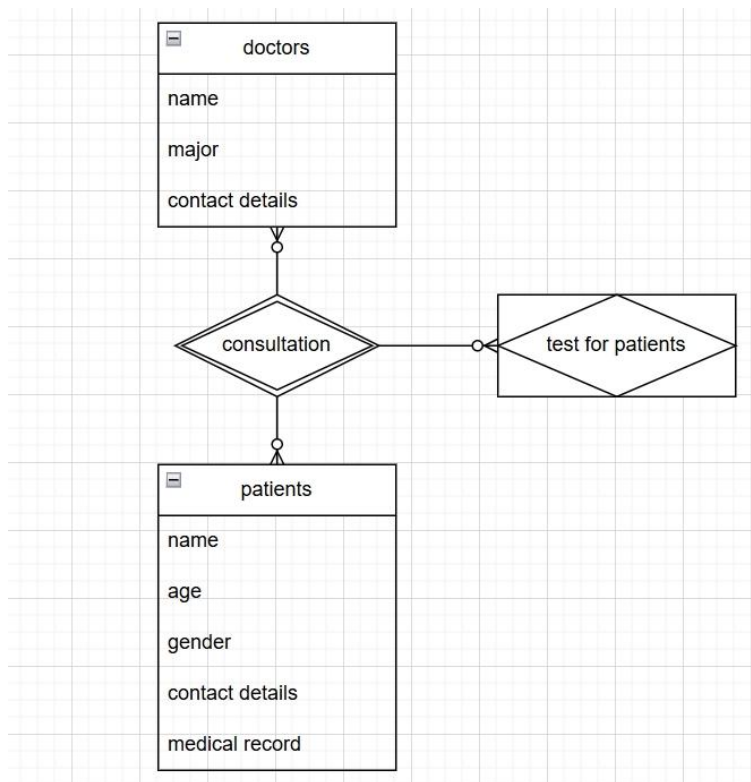 doctors
name
major
contact details
consultation
test for patients
patients
name
age
gender
contact details
medical record